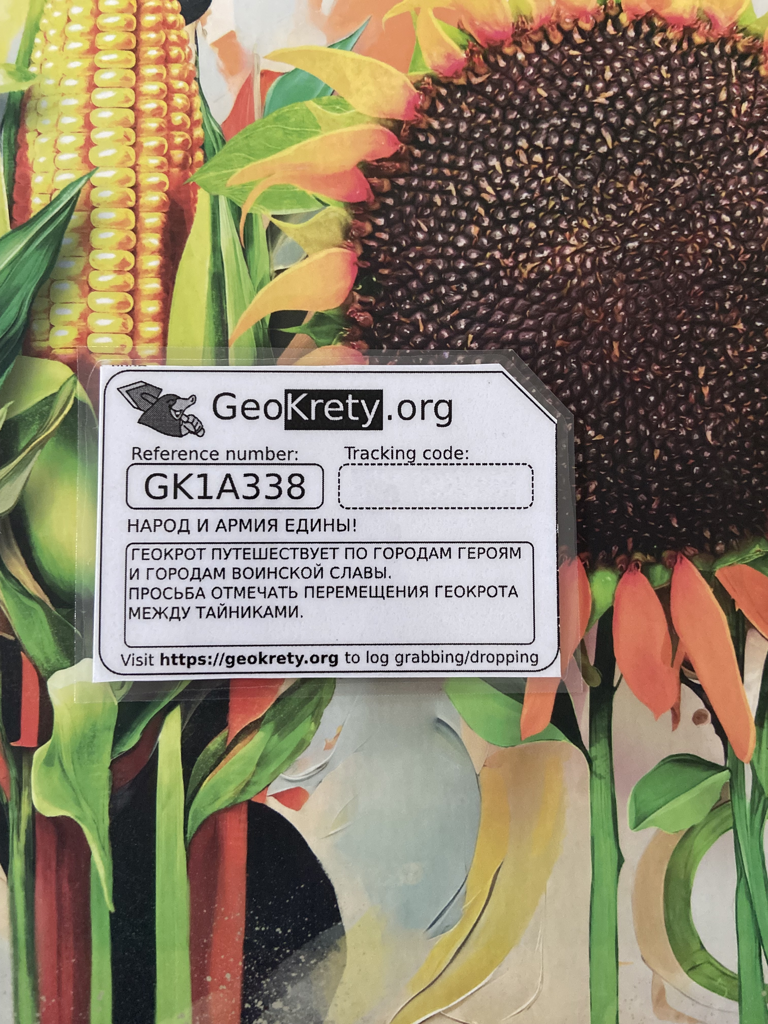 GeoKrety.org
Reference number: Tracking code:
GK1A338
НАРОД И АРМИЯ ЕДИНЫ!
ГЕОКРОТ ПУТЕШЕСТВУЕТ ПО ГОРОДАМ ГЕРОЯМ
И ГОРОДАМ ВОИНСКОЙ СЛАВЫ.
ПРОСЬБА ОТМЕЧАТЬ ПЕРЕМЕЩЕНИЯ ГЕОКРОТА
МЕЖДУ ТАЙНИКАМИ.
Visit https://geokrety.org to log grabbing/dropping